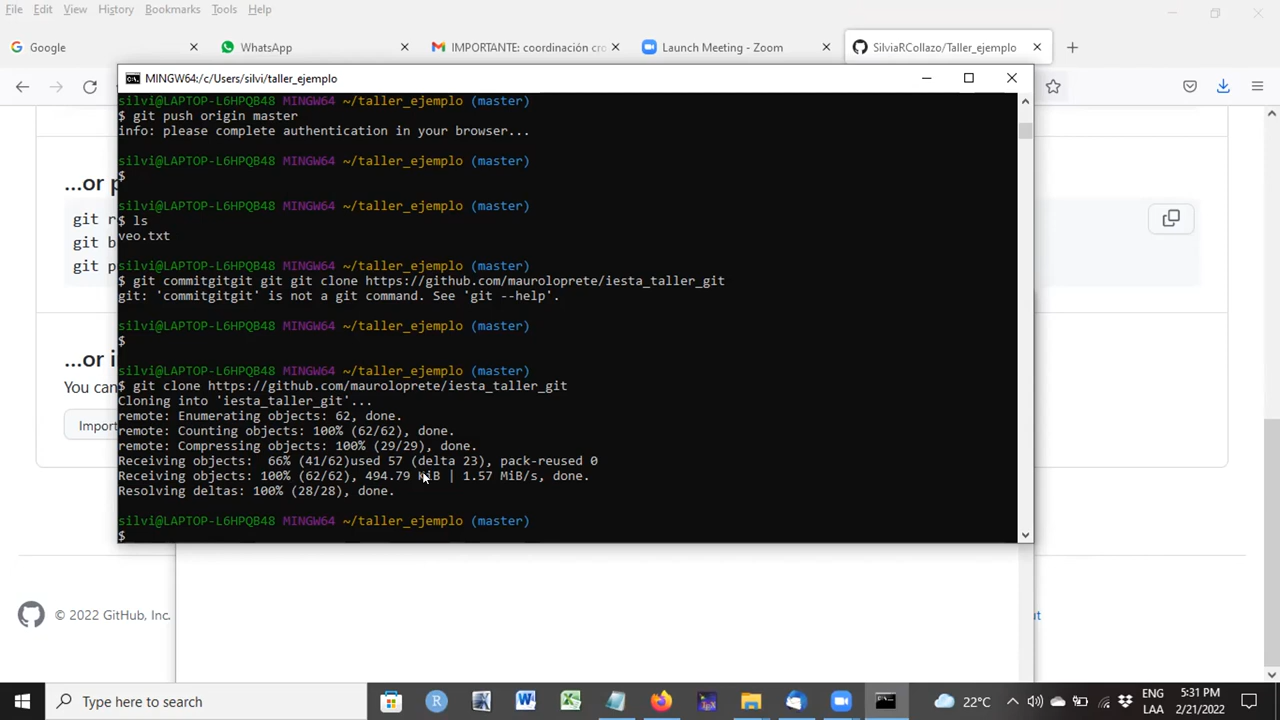 File Edit View History Bookmarks Tools Help
Google
WhatsApp
IMPORTANTE: coordinación cro
Launch Meeting - Zoom
SilviaRCollazo/Taller_ejemplo
MINGW64:/c/Users/silvi/taller_ejemplo
silvi@LAPTOP-L6HPQB48 MINGW64 ~/taller_ejemplo (master)
$ git push origin master
info: please complete authentication in your browser...
silvi@LAPTOP-L6HPQB48 MINGW64 ~/taller_ejemplo (master)
$
silvi@LAPTOP-L6HPQB48 MINGW64 ~/taller_ejemplo (master)
$ ls
veo.txt
silvi@LAPTOP-L6HPQB48 MINGW64 ~/taller_ejemplo (master)
$ git commitgitgit git git clone https://github.com/mauroloprete/iesta_taller_git
git: 'commitgitgit' is not a git command. See 'git --help'.
silvi@LAPTOP-L6HPQB48 MINGW64 ~/taller_ejemplo (master)
$
silvi@LAPTOP-L6HPQB48 MINGW64 ~/taller_ejemplo (master)
$ git clone https://github.com/mauroloprete/iesta_taller_git
Cloning into 'iesta_taller_git'...
remote: Enumerating objects: 62, done.
remote: Counting objects: 100% (62/62), done.
remote: Compressing objects: 100% (29/29), done.
Receiving objects:  66% (41/62)used 57 (delta 23), pack-reused 0
Receiving objects: 100% (62/62), 494.79 KiB | 1.57 MiB/s, done.
Resolving deltas: 100% (28/28), done.
silvi@LAPTOP-L6HPQB48 MINGW64 ~/taller_ejemplo (master)
$
...or p
git r
git b
git p
...or i
You can
Import
© 2022 GitHub, Inc.
ut
Type here to search
22°C
ENG
LAA
5:31 PM
2/21/2022